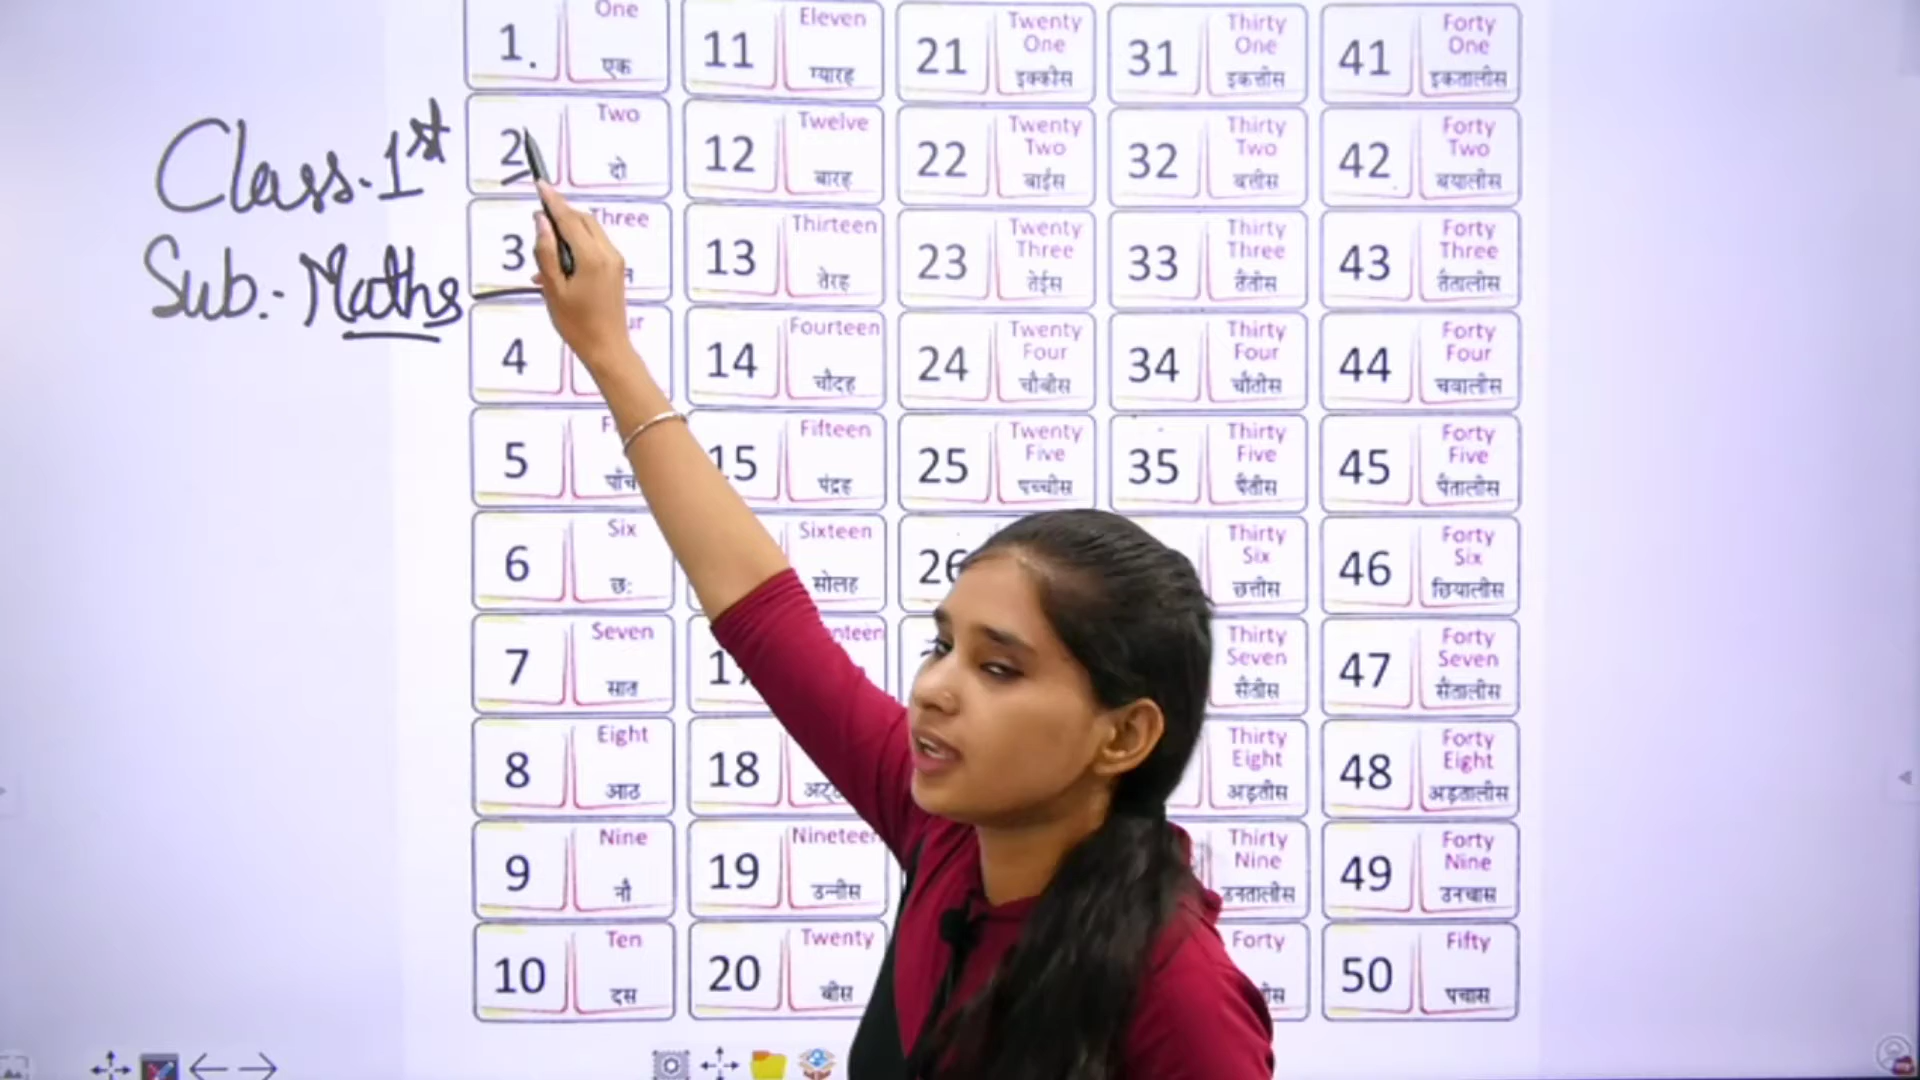 Class. 1st
Sub:- Maths
1. One एक
2 Two दो
3 Three
4
5 पाँच
6 Six छः
7 Seven सात
8 Eight आठ
9 Nine नौ
10 Ten दस
11 Eleven ग्यारह
12 Twelve बारह
13 Thirteen तेरह
14 Fourteen चौदह
15 Fifteen पंद्रह
Sixteen सोलह
18
19 Nineteen उन्नीस
20 Twenty बीस
21 Twenty One इक्कीस
22 Twenty Two बाईस
23 Twenty Three तेईस
24 Twenty Four चौबीस
25 Twenty Five पच्चीस
26
31 Thirty One इकत्तीस
32 Thirty Two बत्तीस
33 Thirty Three तैंतीस
34 Thirty Four चौंतीस
35 Thirty Five पैंतीस
Thirty Six छत्तीस
Thirty Seven सैंतीस
Thirty Eight अड़तीस
Thirty Nine उनतालीस
Forty
41 Forty One इकतालीस
42 Forty Two बयालीस
43 Forty Three तैंतालीस
44 Forty Four चवालीस
45 Forty Five पैंतालीस
46 Forty Six छियालीस
47 Forty Seven सैंतालीस
48 Forty Eight अड़तालीस
49 Forty Nine उनचास
50 Fifty पचास